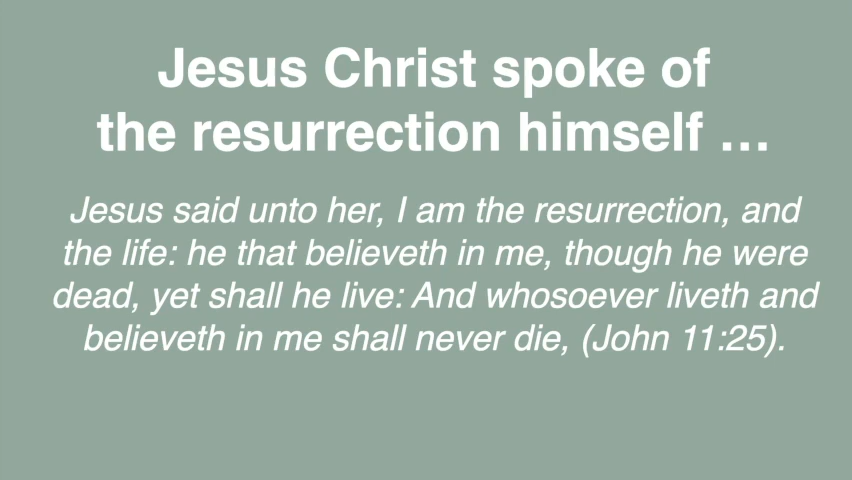 Jesus Christ spoke of
the resurrection himself …
Jesus said unto her, I am the resurrection, and
the life: he that believeth in me, though he were
dead, yet shall he live: And whosoever liveth and
believeth in me shall never die, (John 11:25).